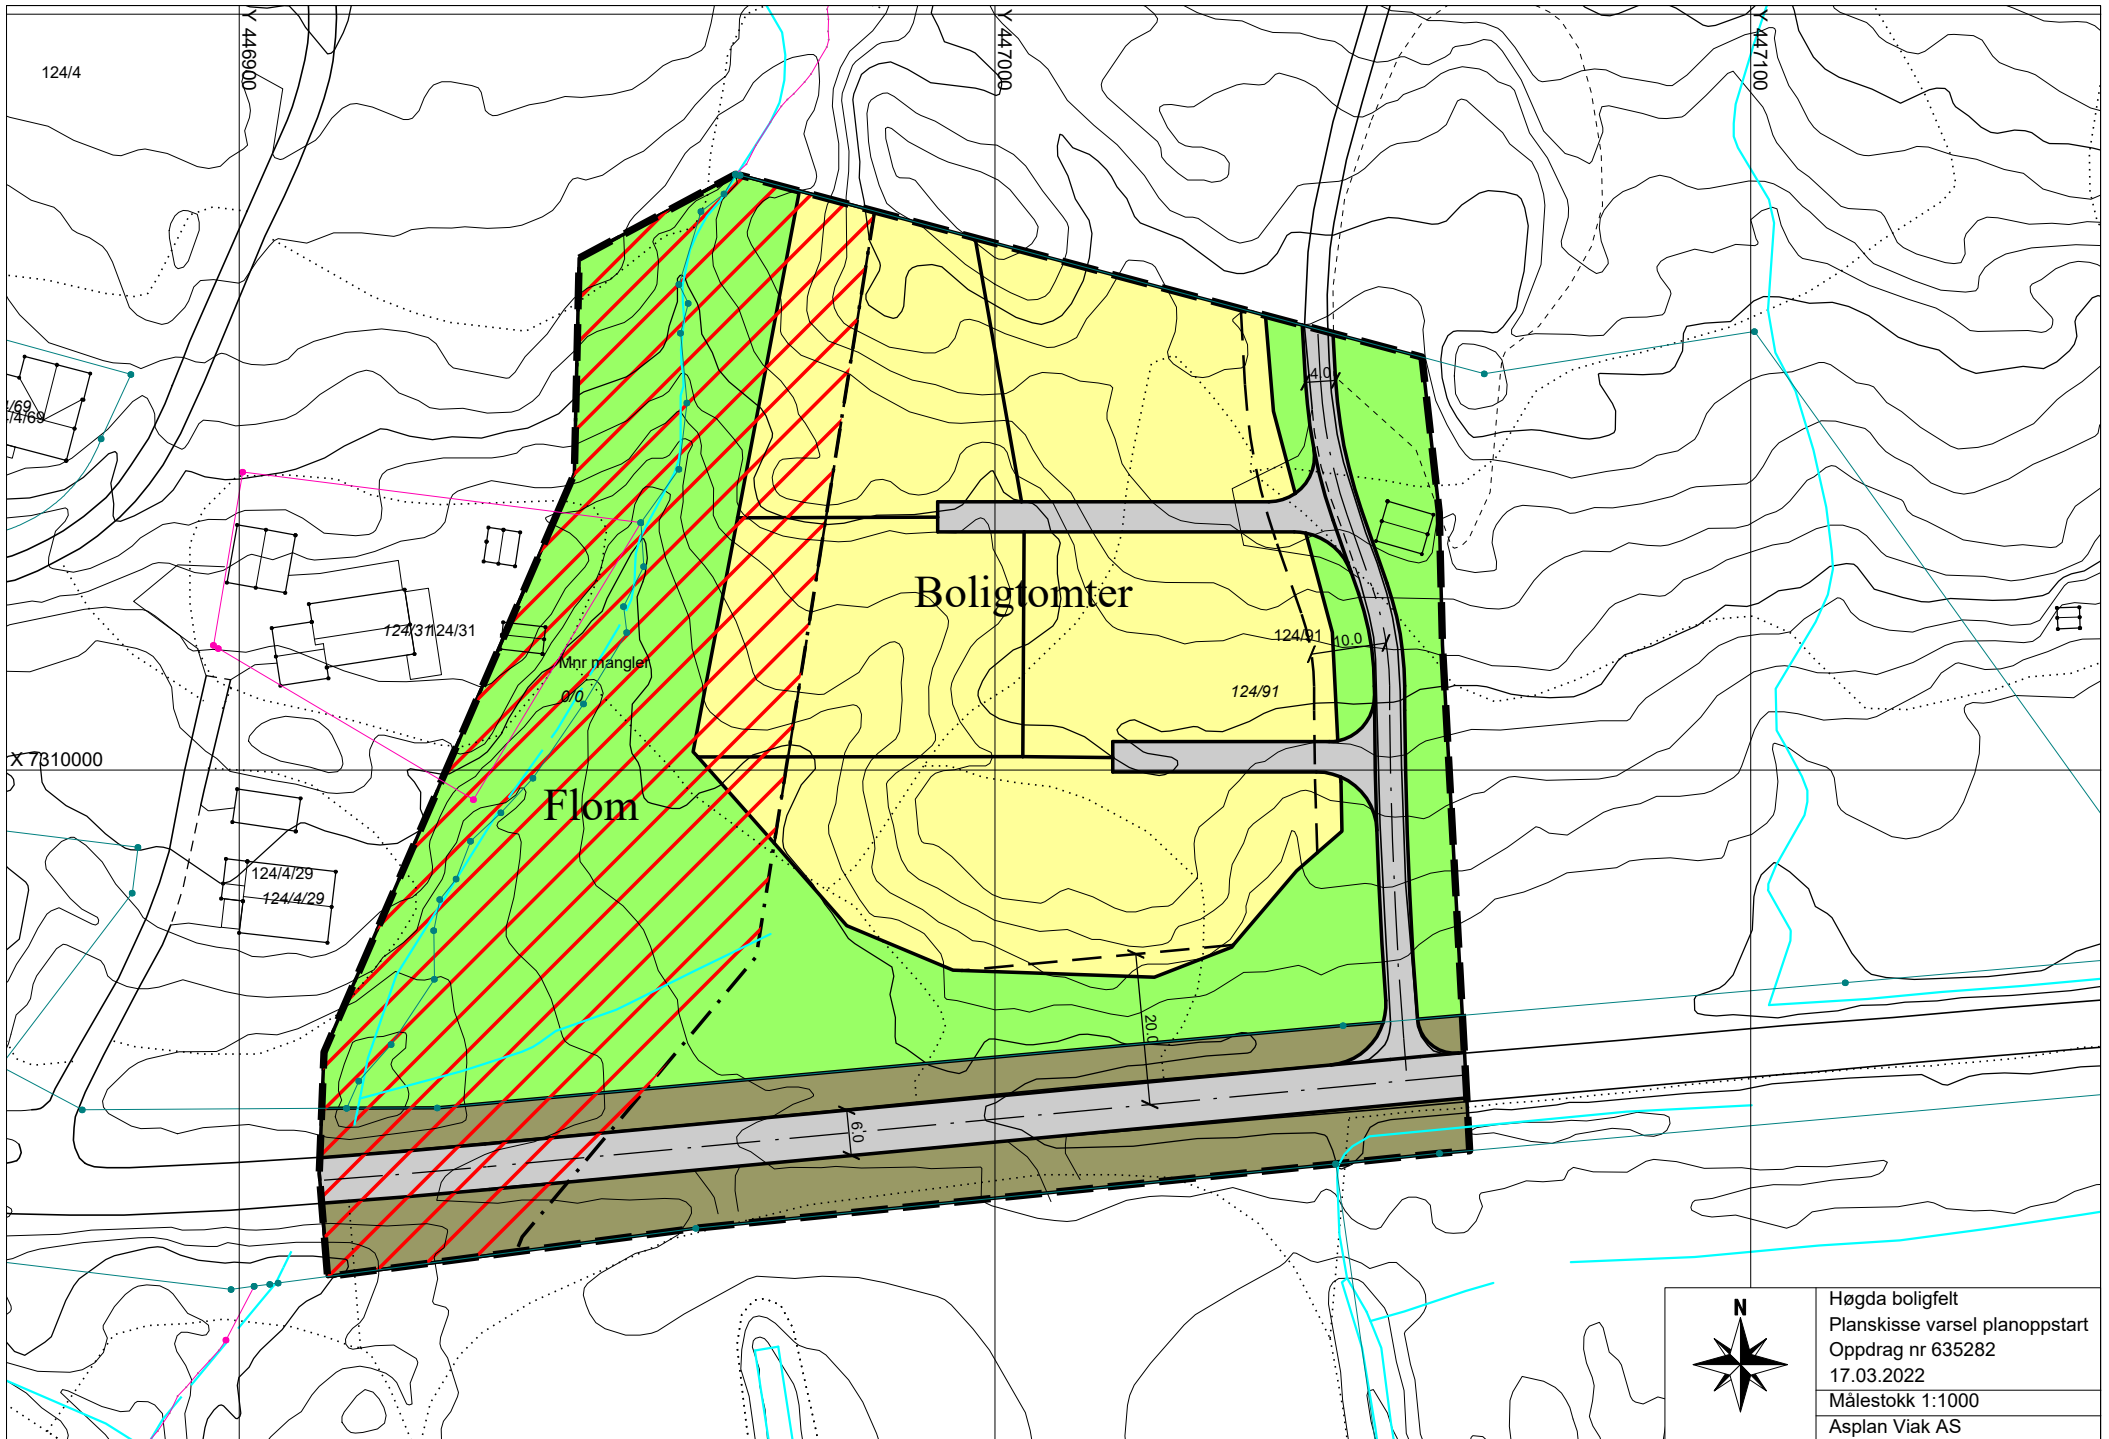 Y 446900
Y 447000
Y 447100
124/4
4/69
4.0
Boligtomter
124/31
124/31
Mnr mangler
0/0
124/91
10.0
124/91
X 7310000
Flom
124/4/29
124/4/29
20.0
6.0
N
Høgda boligfelt
Planskisse varsel planoppstart
Oppdrag nr 635282
17.03.2022
Målestokk 1:1000
Asplan Viak AS